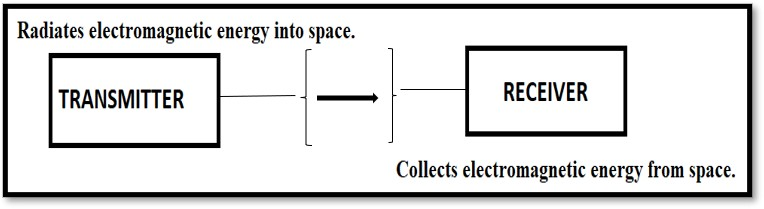 Radiates electromagnetic energy into space.
TRANSMITTER
RECEIVER
Collects electromagnetic energy from space.